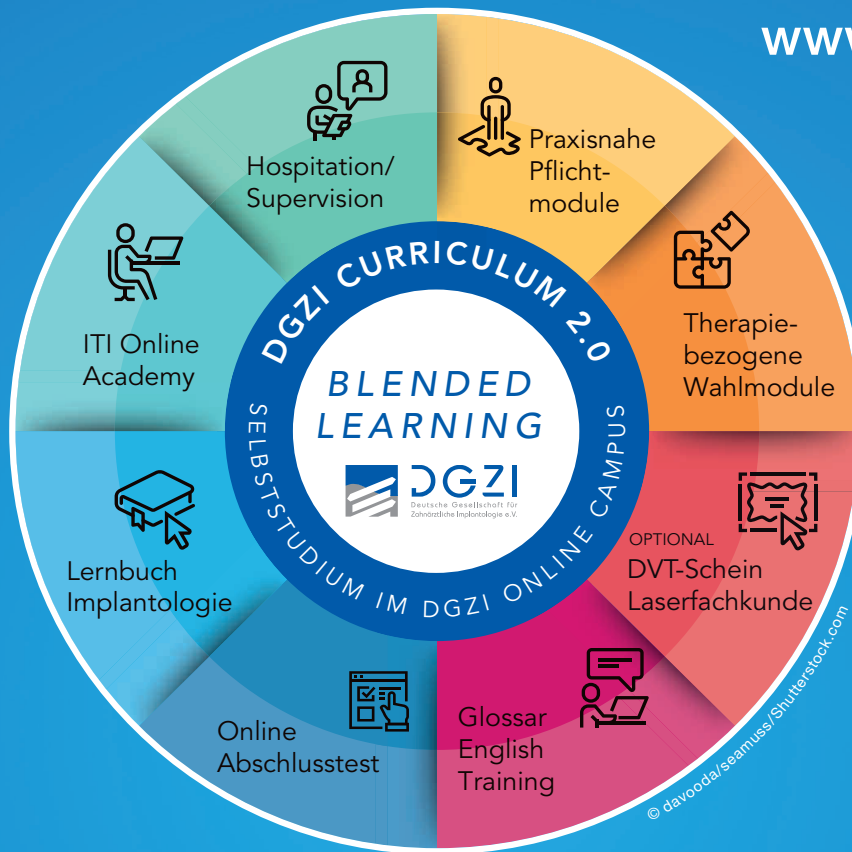 www
Hospitation/
Supervision
Praxisnahe
Pflicht-
module
Therapie-
bezogene
Wahlmodule
OPTIONAL
DVT-Schein
Laserfachkunde
Glossar
English
Training
Online
Abschlusstest
Lernbuch
Implantologie
ITI Online
Academy
DGZI CURRICULUM 2.0
BLENDED
LEARNING
DGZI
Deutsche Gesellschaft für
Zahnärztliche Implantologie e.V.
SELBSTSTUDIUM IM DGZI ONLINE CAMPUS
© davooda/seamuss/Shutterstock.com